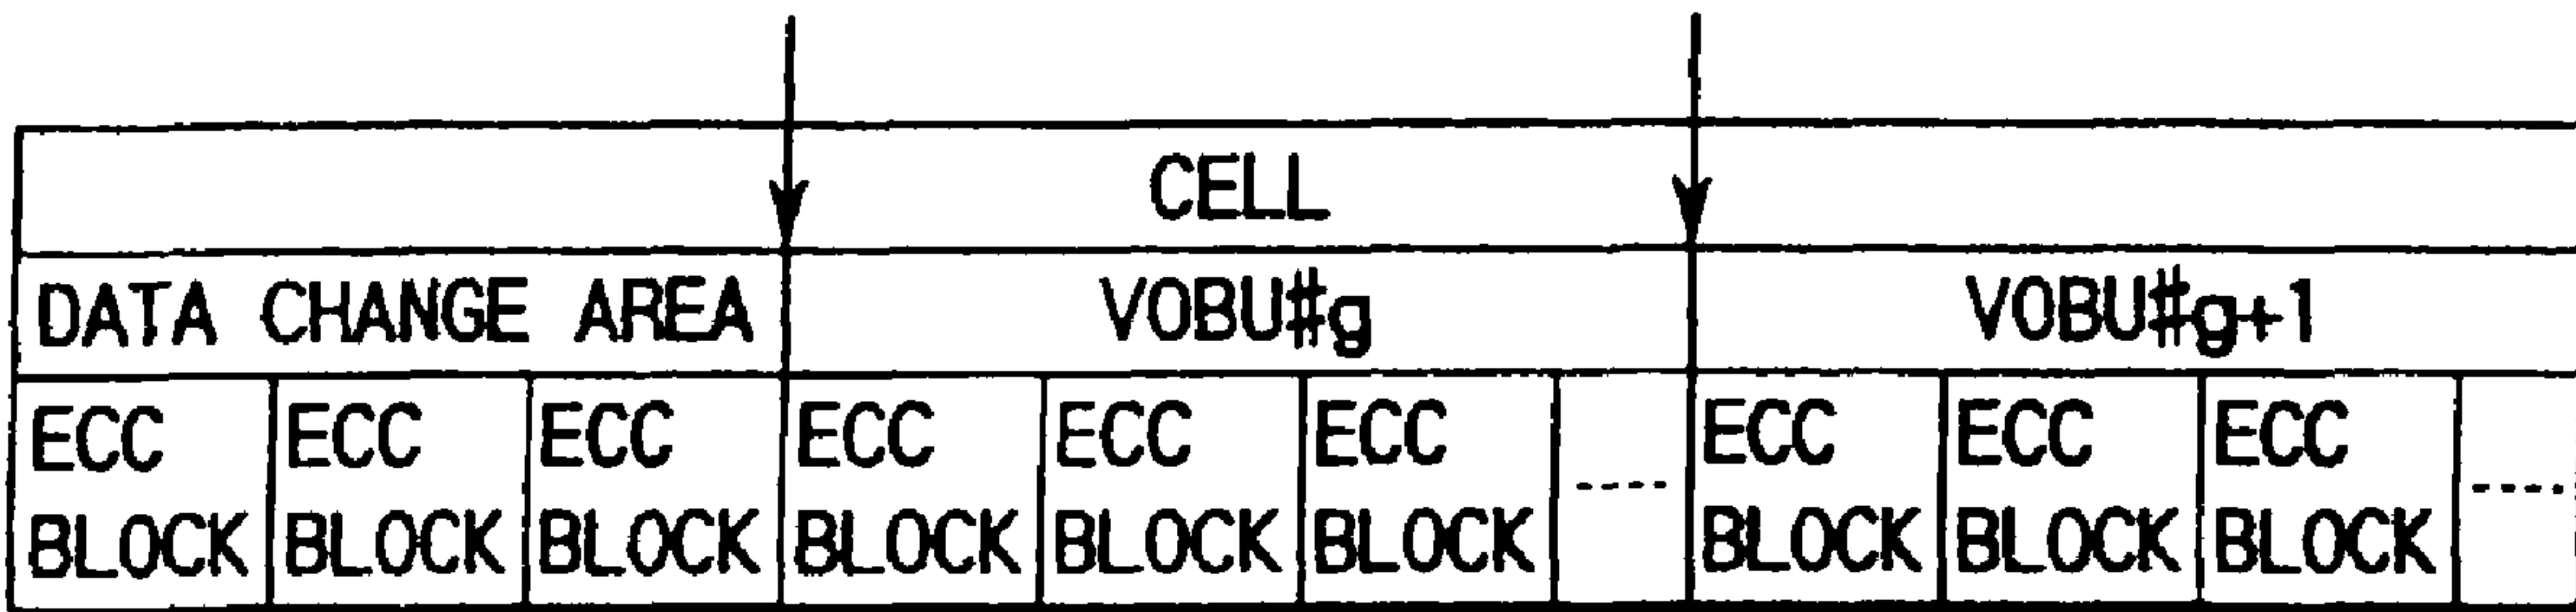 CELL
DATA CHANGE AREA VOBU#g VOBU#g+1
ECC ECC ECC ECC ECC ECC ---- ECC ECC ECC ----
BLOCK BLOCK BLOCK BLOCK BLOCK BLOCK BLOCK BLOCK BLOCK